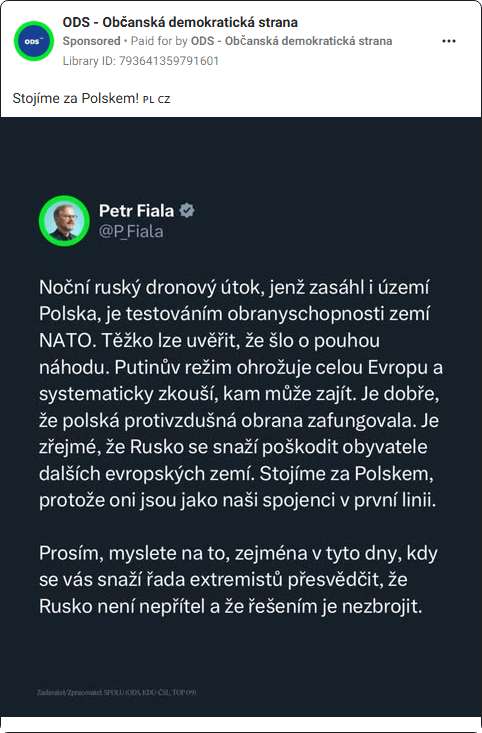 ODS - Občanská demokratická strana
Sponsored • Paid for by ODS - Občanská demokratická strana
Library ID: 793641359791601
ODS
Stojíme za Polskem! PL CZ
Petr Fiala
@P_Fiala
Noční ruský dronový útok, jenž zasáhl i území
Polska, je testováním obranyschopnosti zemí
NATO. Těžko lze uvěřit, že šlo o pouhou
náhodu. Putinův režim ohrožuje celou Evropu a
systematicky zkouší, kam může zajít. Je dobře,
že polská protivzdušná obrana zafungovala. Je
zřejmé, že Rusko se snaží poškodit obyvatele
dalších evropských zemí. Stojíme za Polskem,
protože oni jsou jako naši spojenci v první linii.
Prosím, myslete na to, zejména v tyto dny, kdy
se vás snaží řada extremistů přesvědčit, že
Rusko není nepřítel a že řešením je nezbrojit.
Zadavatel/Zpracovatel: SPOLU (ODS, KDU-ČSL, TOP 09)